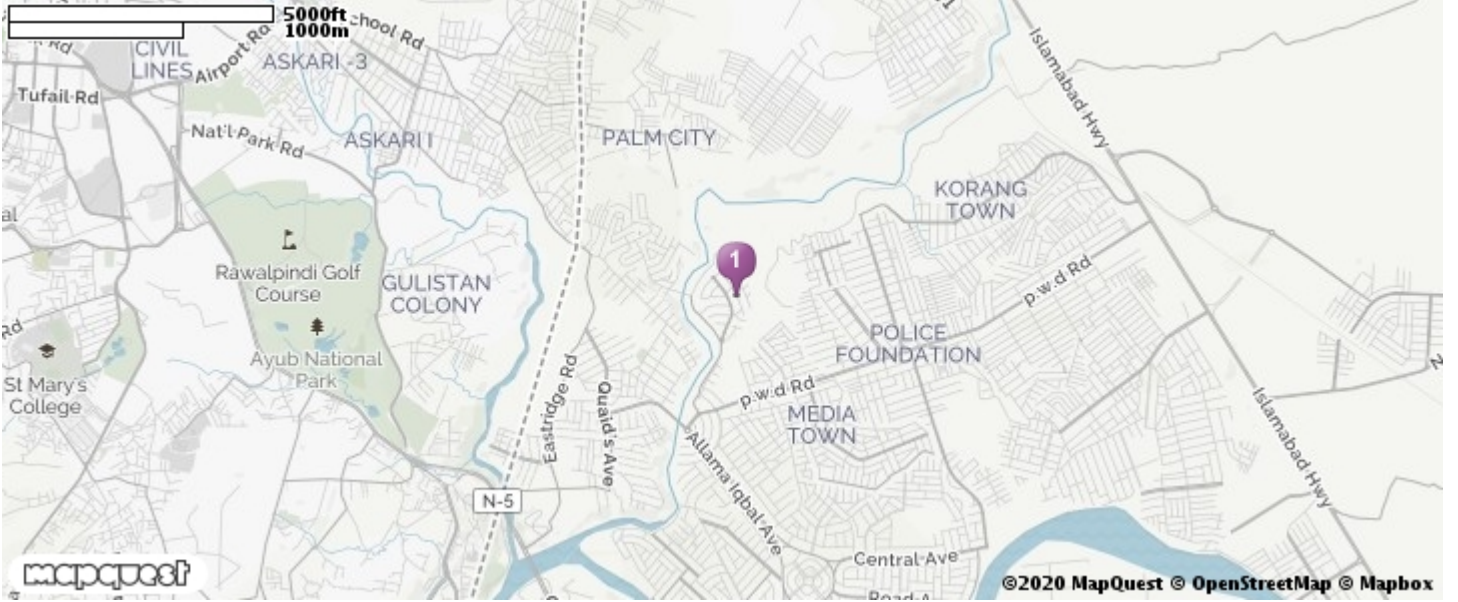 5000ft
1000m
chool Rd
CIVIL
LINES
Airport Rd
ASKARI -3
Tufail Rd
Nat'l Park Rd
ASKARI I
PALM CITY
Islamabad Hwy
KORANG
TOWN
al
1
Rawalpindi Golf
Course
GULISTAN
COLONY
p.w.d Rd
Rd
POLICE
FOUNDATION
Ayub National
Park
St Mary's
College
Eastridge Rd
Quaid's Ave
p.w.d Rd
MEDIA
TOWN
Islamabad Hwy
Allama Iqbal Ave
N-5
Central Ave
mapquest
©2020 MapQuest © OpenStreetMap © Mapbox
Road-A